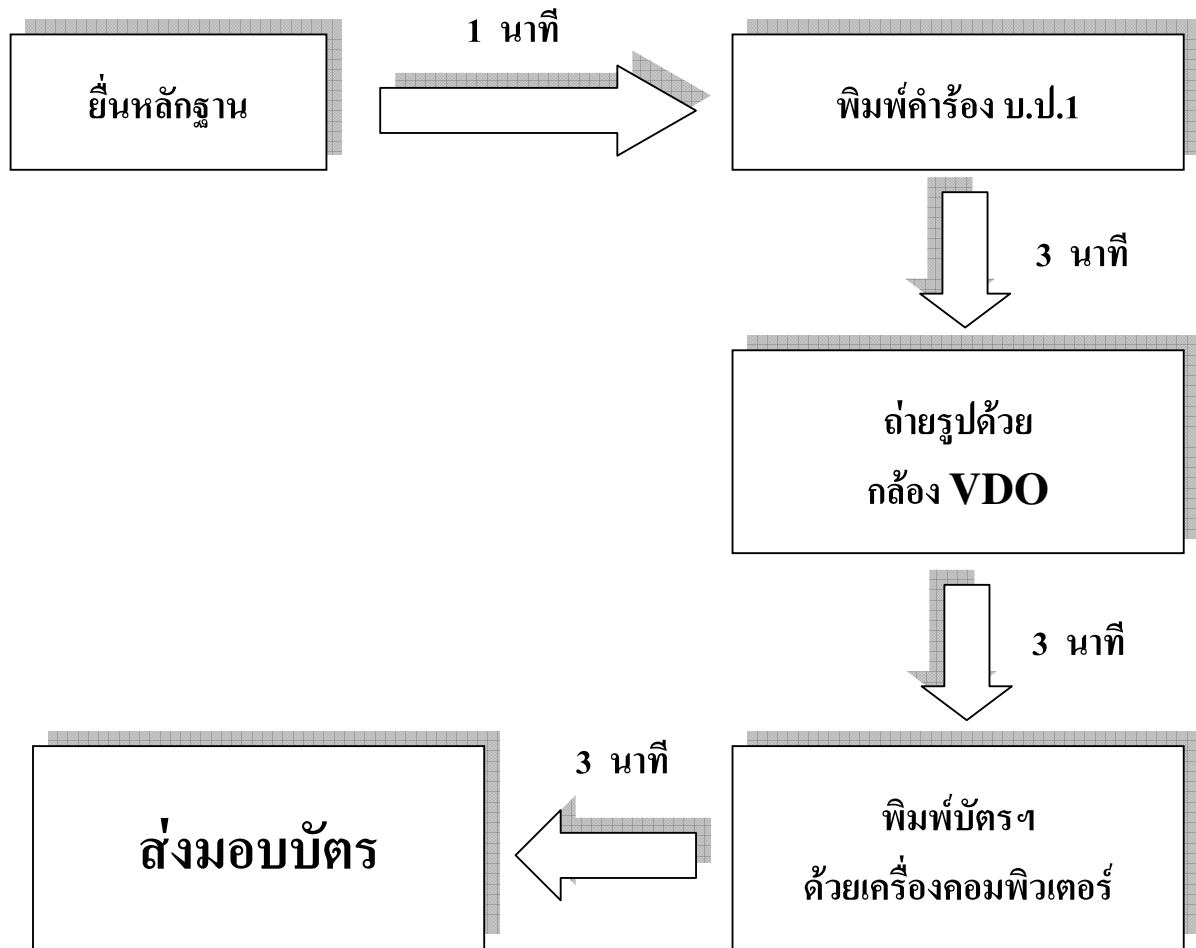 ยื่นหลักฐาน
1 นาที
พิมพ์คำร้อง บ.ป.1
3 นาที
ถ่ายรูปด้วย
กล้อง VDO
3 นาที
พิมพ์บัตรฯ
ด้วยเครื่องคอมพิวเตอร์
3 นาที
ส่งมอบบัตร